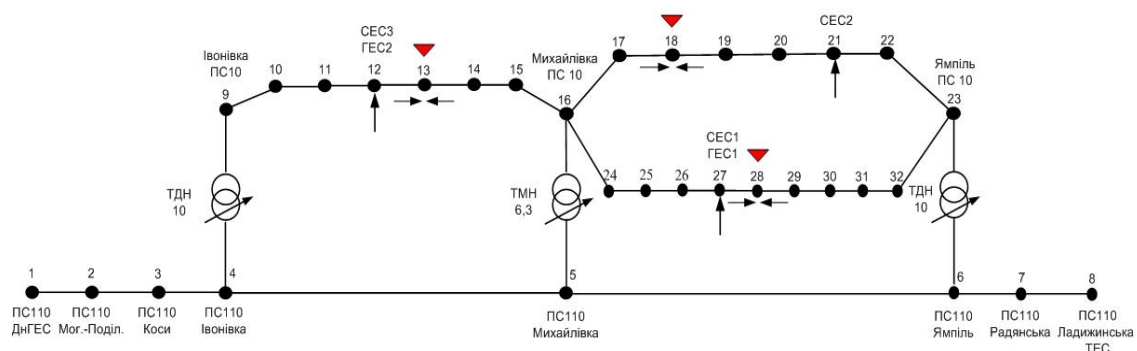 СЕС3
ГЕС2
СЕС2
Івонівка
ПС10
9
10
11
12
13
14
15
Михайлівка
ПС 10
16
17
18
19
20
21
22
Ямпіль
ПС 10
23
СЕС1
ГЕС1
24
25
26
27
28
29
30
31
32
ТДН
10
ТМН
6,3
ТДН
10
1
2
3
4
5
6
7
8
ПС110
ДнГЕС
ПС110
Мог.-Поділ.
ПС110
Коси
ПС110
Івонівка
ПС110
Михайлівка
ПС110
Ямпіль
ПС110
Радянська
ПС110
Ладижинська
ТЕС